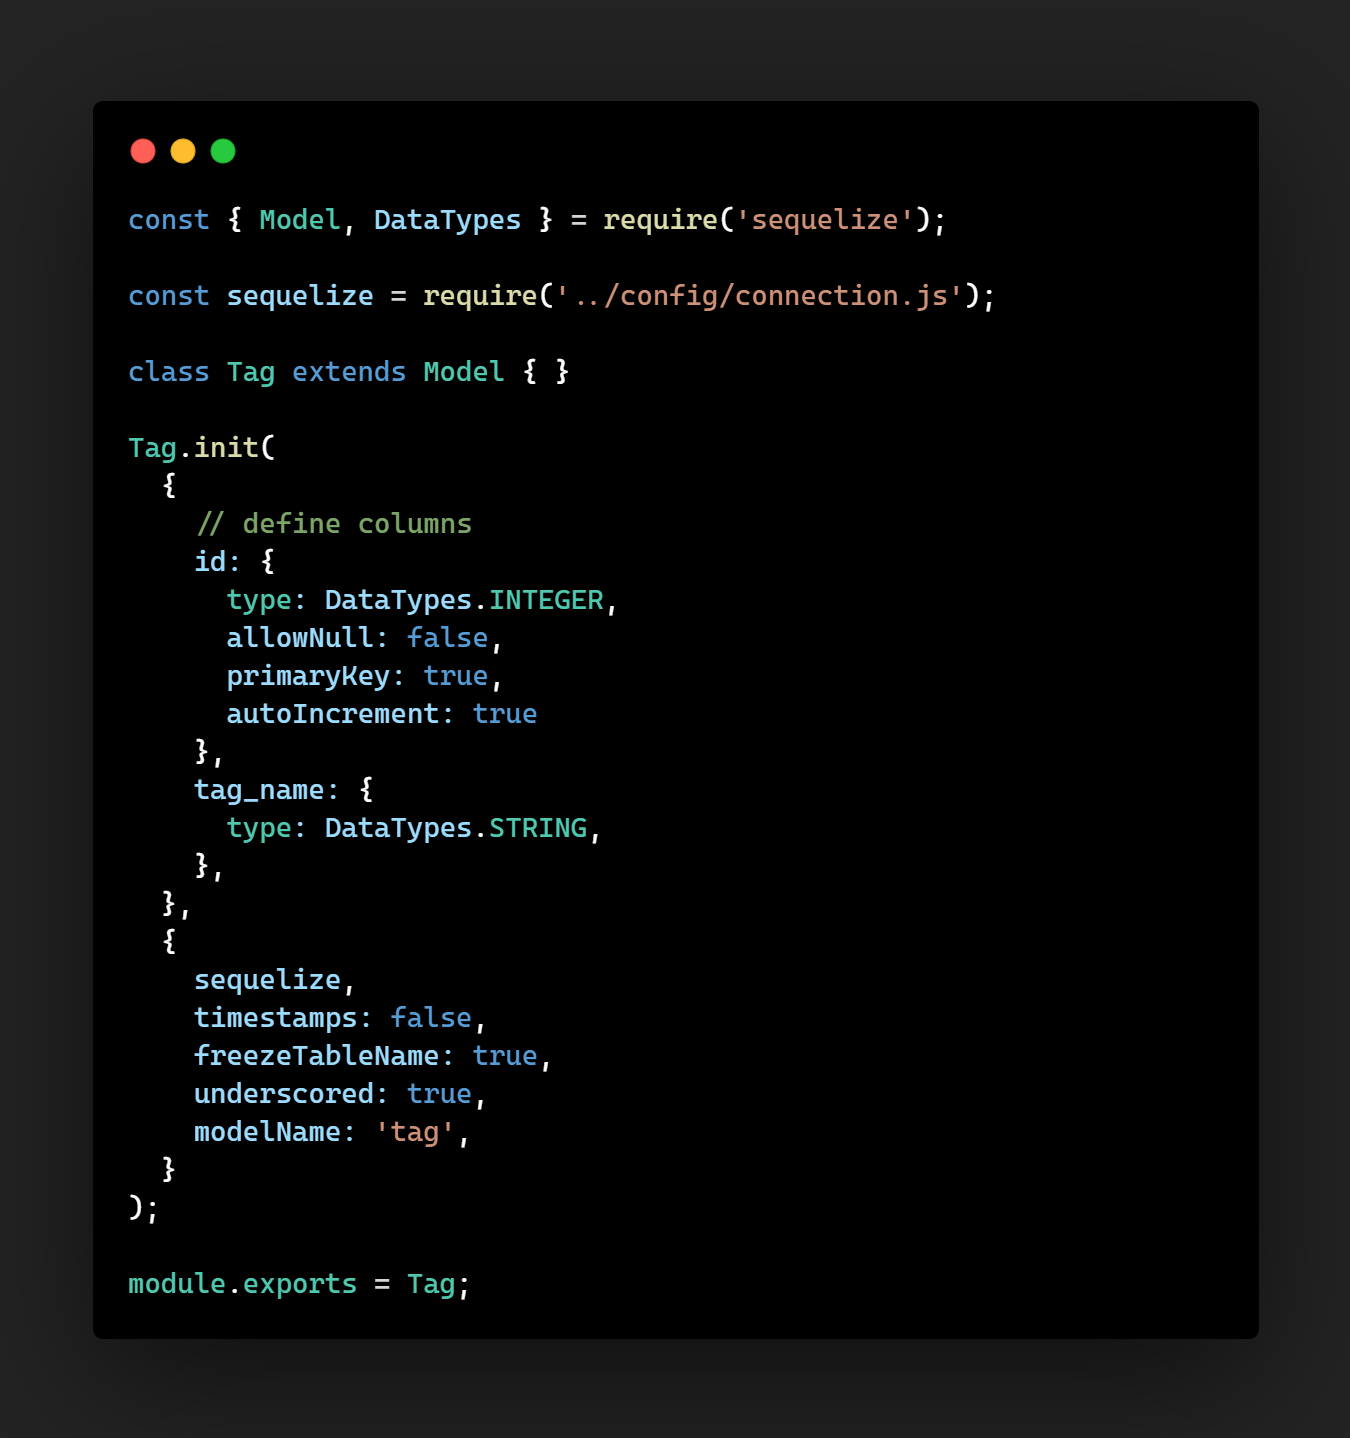 const { Model, DataTypes } = require('sequelize');

const sequelize = require('../config/connection.js');

class Tag extends Model { }

Tag.init(
  {
    // define columns
    id: {
      type: DataTypes.INTEGER,
      allowNull: false,
      primaryKey: true,
      autoIncrement: true
    },
    tag_name: {
      type: DataTypes.STRING,
    },
  },
  {
    sequelize,
    timestamps: false,
    freezeTableName: true,
    underscored: true,
    modelName: 'tag',
  }
);

module.exports = Tag;